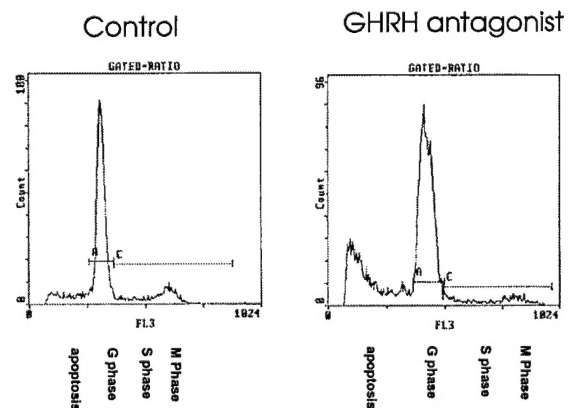 Control
GHRH antagonist
GATED-RATIO
189
Count
A
C
0
0
FL3
1024
apoptosis
G phase
S phase
M Phase
GATED-RATIO
96
Count
A
C
0
0
FL3
1024
apoptosis
G phase
S phase
M Phase